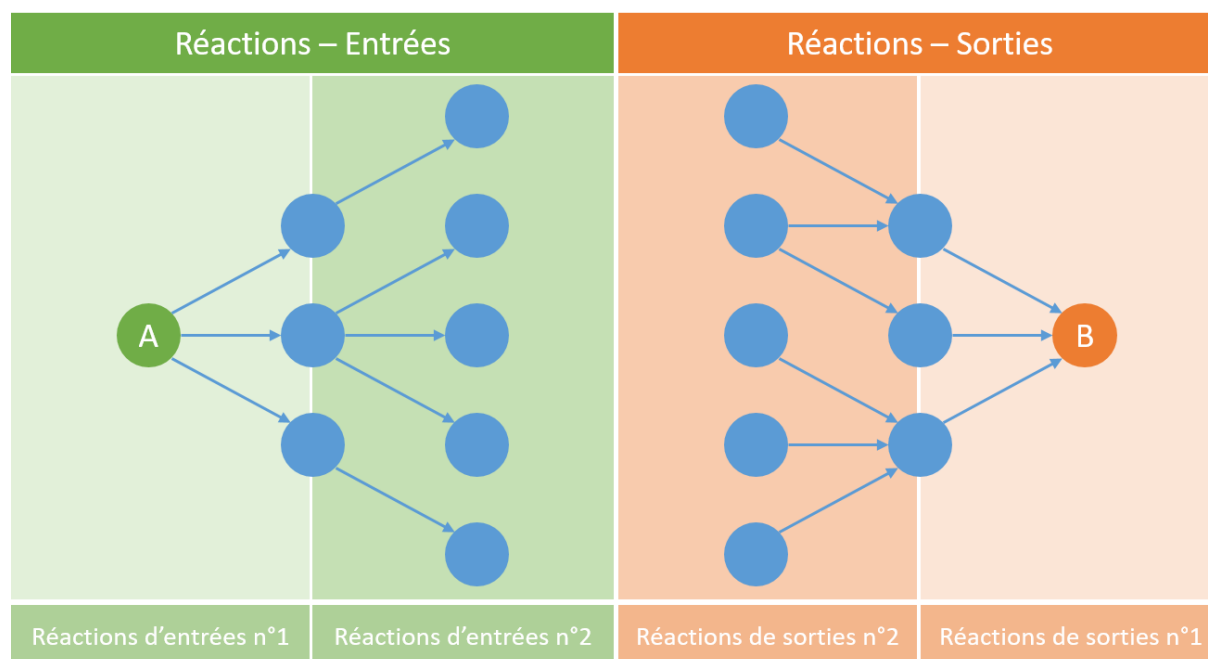 Réactions – Entrées
Réactions – Sorties
A
B
Réactions d’entrées n°1
Réactions d’entrées n°2
Réactions de sorties n°2
Réactions de sorties n°1